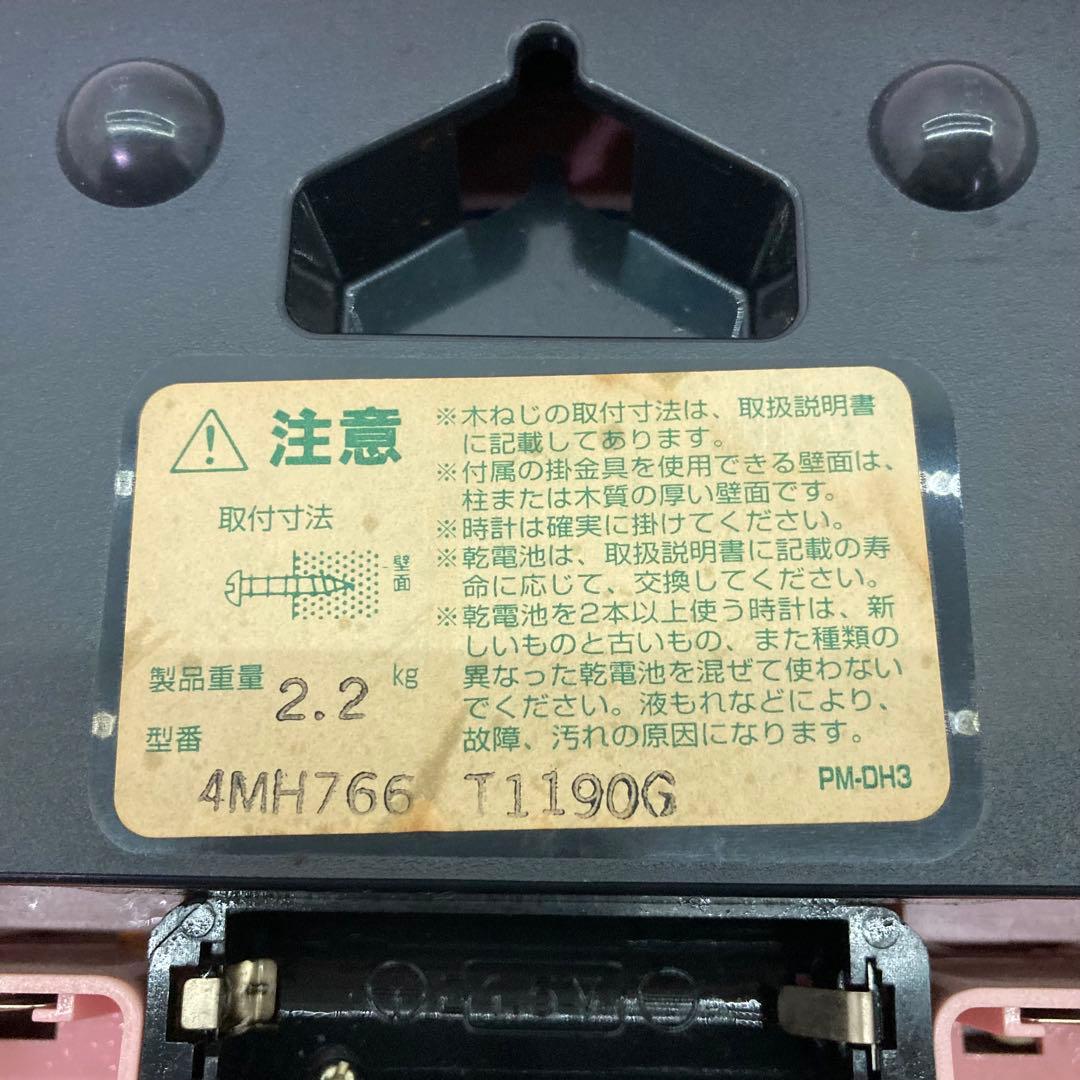 注意
取付寸法
壁面
製品重量 2.2 kg
型番
4MH766 T1190G
※木ねじの取付寸法は、取扱説明書
に記載してあります。
※付属の掛金具を使用できる壁面は、
柱または木質の厚い壁面です。
※時計は確実に掛けてください。
※乾電池は、取扱説明書に記載の寿
命に応じて、交換してください。
※乾電池を2本以上使う時計は、新
しいものと古いもの、また種類の
異なった乾電池を混ぜて使わない
でください。液もれなどにより、
故障、汚れの原因になります。
PM-DH3